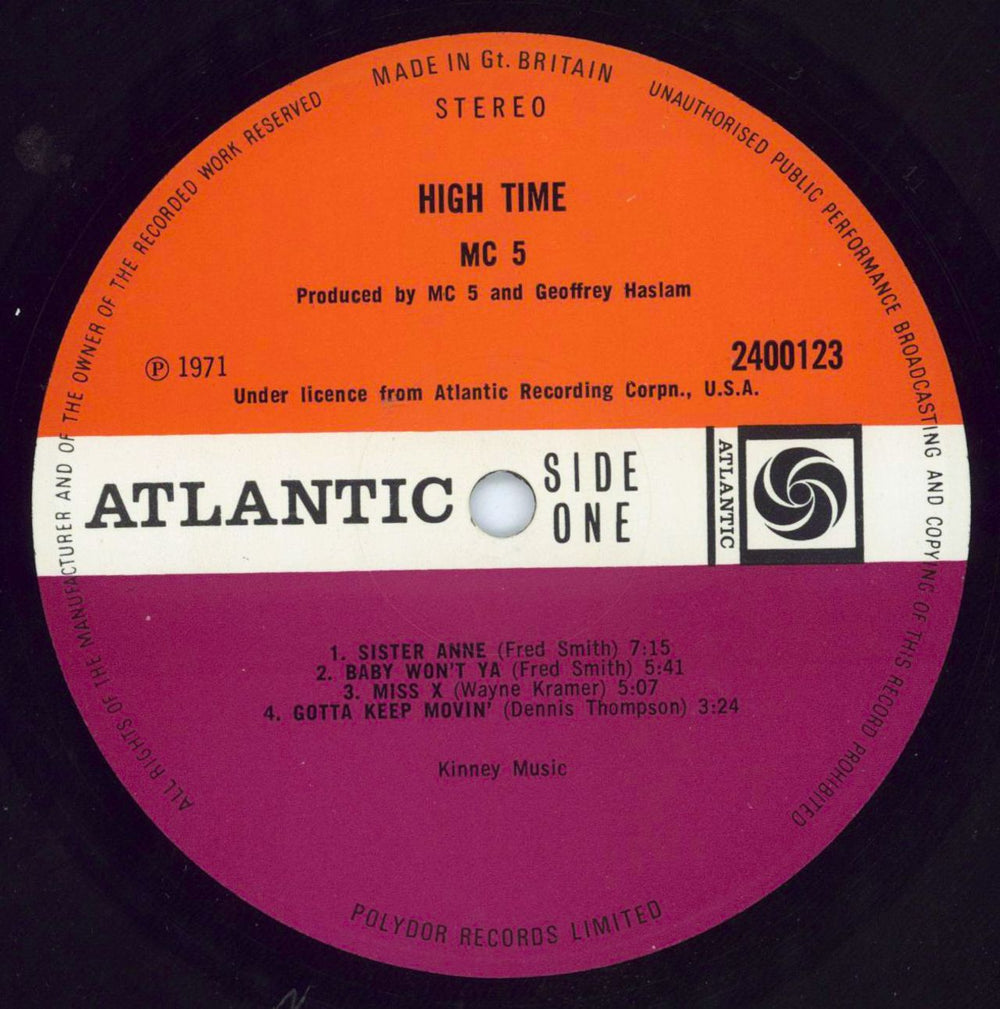 MADE IN Gt. BRITAIN
STEREO
HIGH TIME
MC 5
Produced by MC 5 and Geoffrey Haslam
℗ 1971
2400123
Under licence from Atlantic Recording Corpn., U.S.A.
ATLANTIC
SIDE
ONE
ATLANTIC
1. SISTER ANNE (Fred Smith) 7:15
2. BABY WON'T YA (Fred Smith) 5:41
3. MISS X (Wayne Kramer) 5:07
4. GOTTA KEEP MOVIN' (Dennis Thompson) 3:24
Kinney Music
POLYDOR RECORDS LIMITED
ALL RIGHTS OF THE MANUFACTURER AND OF THE OWNER OF THE RECORDED WORK RESERVED
UNAUTHORISED PUBLIC PERFORMANCE BROADCASTING AND COPYING OF THIS RECORD PROHIBITED